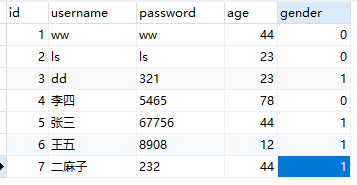 id username password age gender
1 ww ww 44 0
2 ls ls 23 0
3 dd 321 23 1
4 李四 5465 78 0
5 张三 67756 44 1
6 王五 8908 12 1
7 二麻子 232 44 1